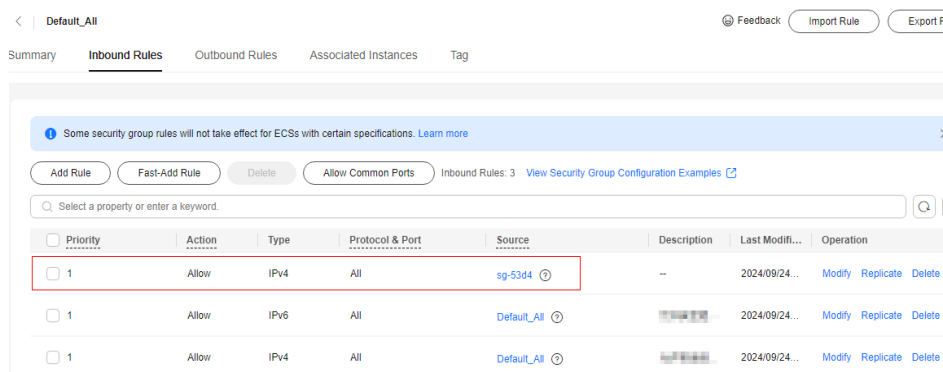 Default_All Feedback Import Rule Export R
Summary Inbound Rules Outbound Rules Associated Instances Tag
Some security group rules will not take effect for ECSs with certain specifications. Learn more
Add Rule Fast-Add Rule Delete Allow Common Ports Inbound Rules: 3 View Security Group Configuration Examples
Select a property or enter a keyword.
Priority Action Type Protocol & Port Source Description Last Modifi... Operation
1 Allow IPv4 All sg-53d4 -- 2024/09/24... Modify Replicate Delete
1 Allow IPv6 All Default_All 2024/09/24... Modify Replicate Delete
1 Allow IPv4 All Default_All 2024/09/24... Modify Replicate Delete